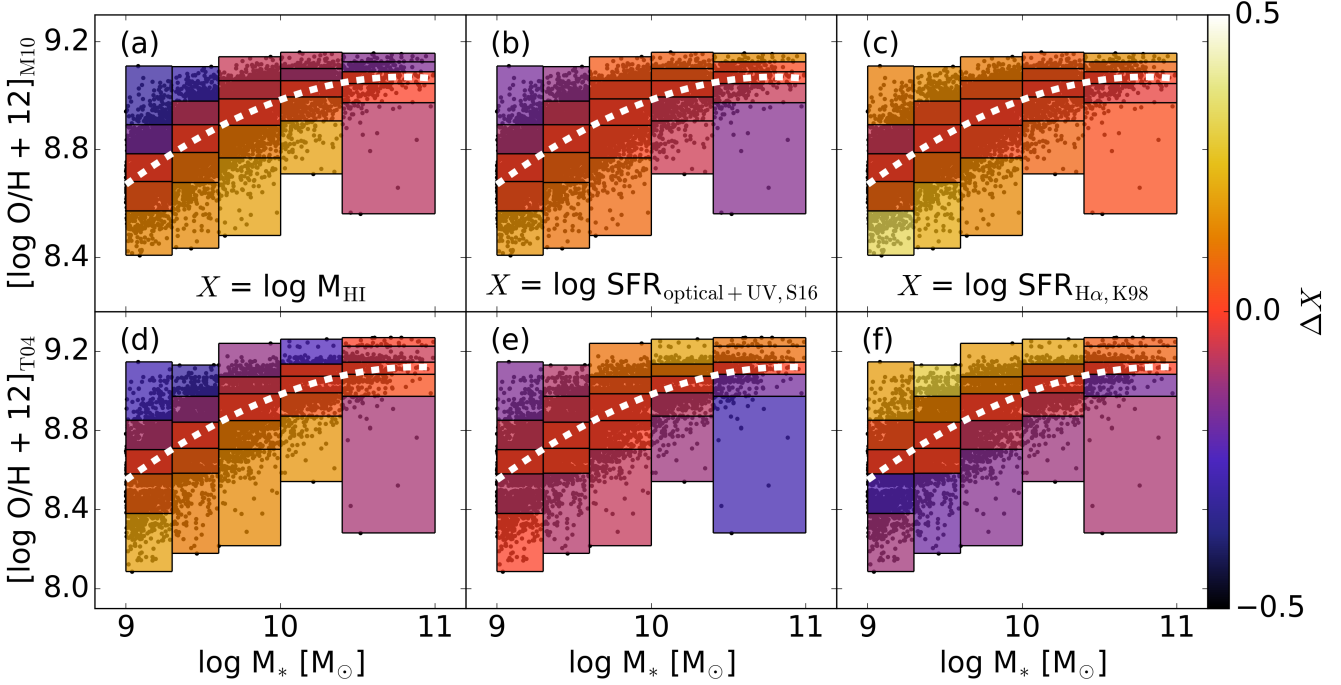 (a) (b) (c)
9.2
8.8
8.4
[log O/H + 12]M10
X = log MHI
X = log SFRoptical+UV, S16
X = log SFRHα, K98
0.5
0.0
−0.5
ΔX
(d) (e) (f)
9.2
8.8
8.4
8.0
[log O/H + 12]T04
9 10 11 9 10 11 9 10 11
log M* [M⊙] log M* [M⊙] log M* [M⊙]